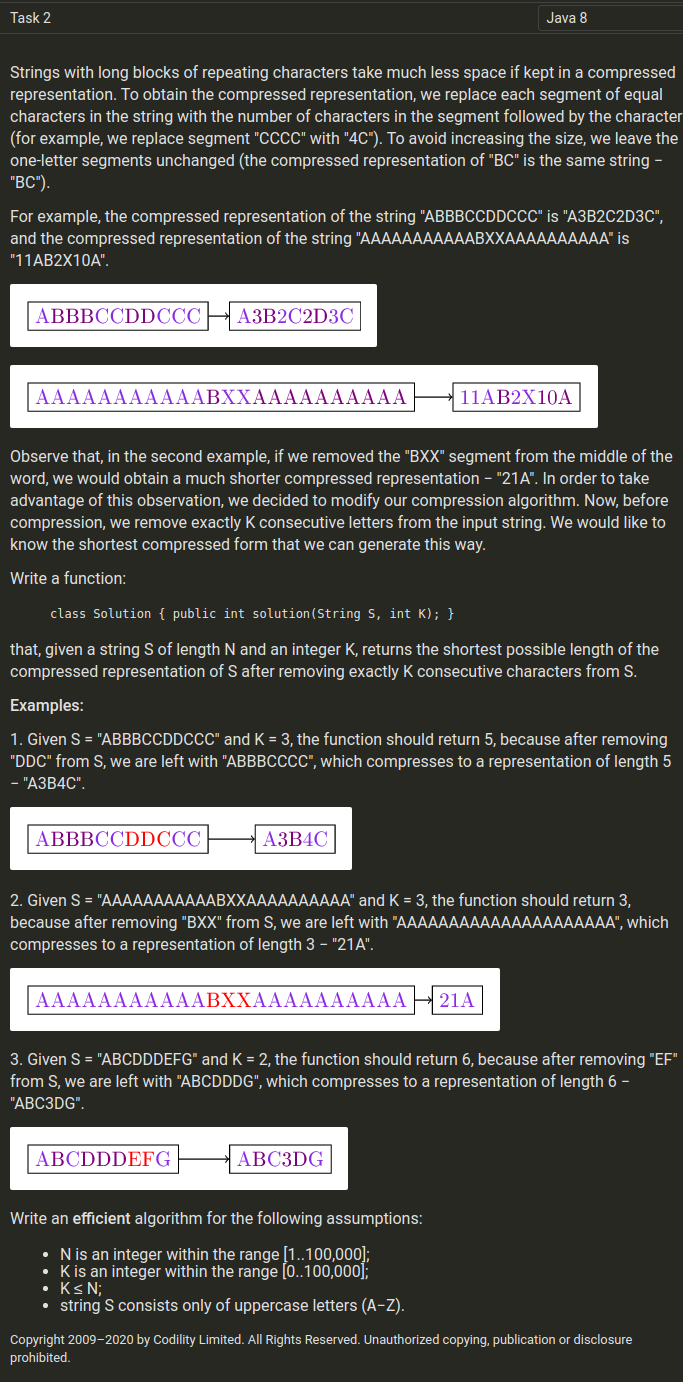 Task 2
Java 8
Strings with long blocks of repeating characters take much less space if kept in a compressed
representation. To obtain the compressed representation, we replace each segment of equal
characters in the string with the number of characters in the segment followed by the character
(for example, we replace segment "CCCC" with "4C"). To avoid increasing the size, we leave the
one-letter segments unchanged (the compressed representation of "BC" is the same string −
"BC").
For example, the compressed representation of the string "ABBBCCDDCCC" is "A3B2C2D3C",
and the compressed representation of the string "AAAAAAAAAAABXXAAAAAAAAAA" is
"11AB2X10A".
ABBBCCDDCCC A3B2C2D3C
AAAAAAAAAAABXXAAAAAAAAAA 11AB2X10A
Observe that, in the second example, if we removed the "BXX" segment from the middle of the
word, we would obtain a much shorter compressed representation − "21A". In order to take
advantage of this observation, we decided to modify our compression algorithm. Now, before
compression, we remove exactly K consecutive letters from the input string. We would like to
know the shortest compressed form that we can generate this way.
Write a function:
class Solution { public int solution(String S, int K); }
that, given a string S of length N and an integer K, returns the shortest possible length of the
compressed representation of S after removing exactly K consecutive characters from S.
Examples:
1. Given S = "ABBBCCDDCCC" and K = 3, the function should return 5, because after removing
"DDC" from S, we are left with "ABBBCCCC", which compresses to a representation of length 5
− "A3B4C".
ABBBCCDDCCC A3B4C
2. Given S = "AAAAAAAAAAABXXAAAAAAAAAA" and K = 3, the function should return 3,
because after removing "BXX" from S, we are left with "AAAAAAAAAAAAAAAAAAAAA", which
compresses to a representation of length 3 − "21A".
AAAAAAAAAAABXXAAAAAAAAAA 21A
3. Given S = "ABCDDDEFG" and K = 2, the function should return 6, because after removing "EF"
from S, we are left with "ABCDDDG", which compresses to a representation of length 6 −
"ABC3DG".
ABCDDDEFG ABC3DG
Write an efficient algorithm for the following assumptions:
• N is an integer within the range [1..100,000];
• K is an integer within the range [0..100,000];
• K ≤ N;
• string S consists only of uppercase letters (A−Z).
Copyright 2009–2020 by Codility Limited. All Rights Reserved. Unauthorized copying, publication or disclosure
prohibited.